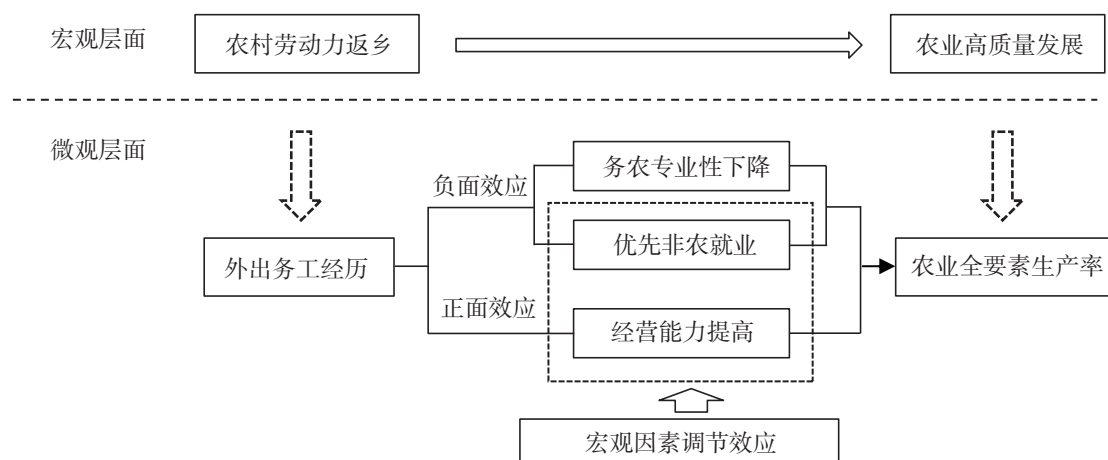 宏观层面
农村劳动力返乡
农业高质量发展
微观层面
务农专业性下降
负面效应
优先非农就业
外出务工经历
农业全要素生产率
正面效应
经营能力提高
宏观因素调节效应